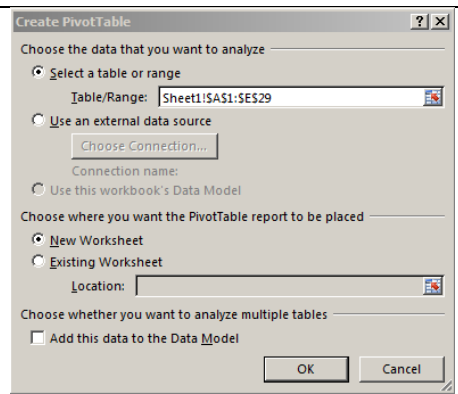 Create PivotTable
Choose the data that you want to analyze
Select a table or range
Table/Range: Sheet1!$A$1:$E$29
Use an external data source
Choose Connection...
Connection name:
Use this workbook's Data Model
Choose where you want the PivotTable report to be placed
New Worksheet
Existing Worksheet
Location:
Choose whether you want to analyze multiple tables
Add this data to the Data Model
OK Cancel